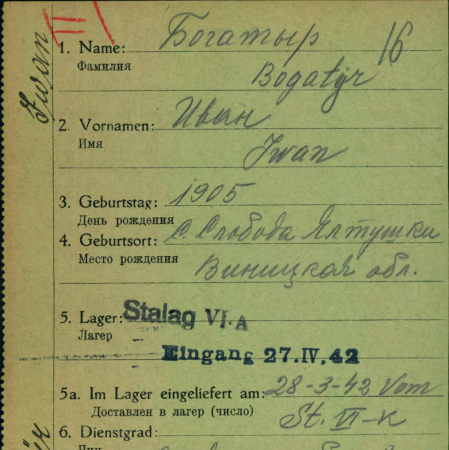 II
Iwan
1. Name: Богатыр 16
Фамилия
Bogatyr
2. Vornamen: Иван
Имя
Iwan
3. Geburtstag: 1905
День рождения
4. Geburtsort: с. Слобода Ялтушки
Место рождения
Виницкая обл.
5. Lager: Stalag VI A
Лагерь
Eingang 27. IV. 42
5a. Im Lager eingeliefert am: 28-3-42 Vom
Доставлен в лагерь (число)
St. VI-K
6. Dienstgrad: